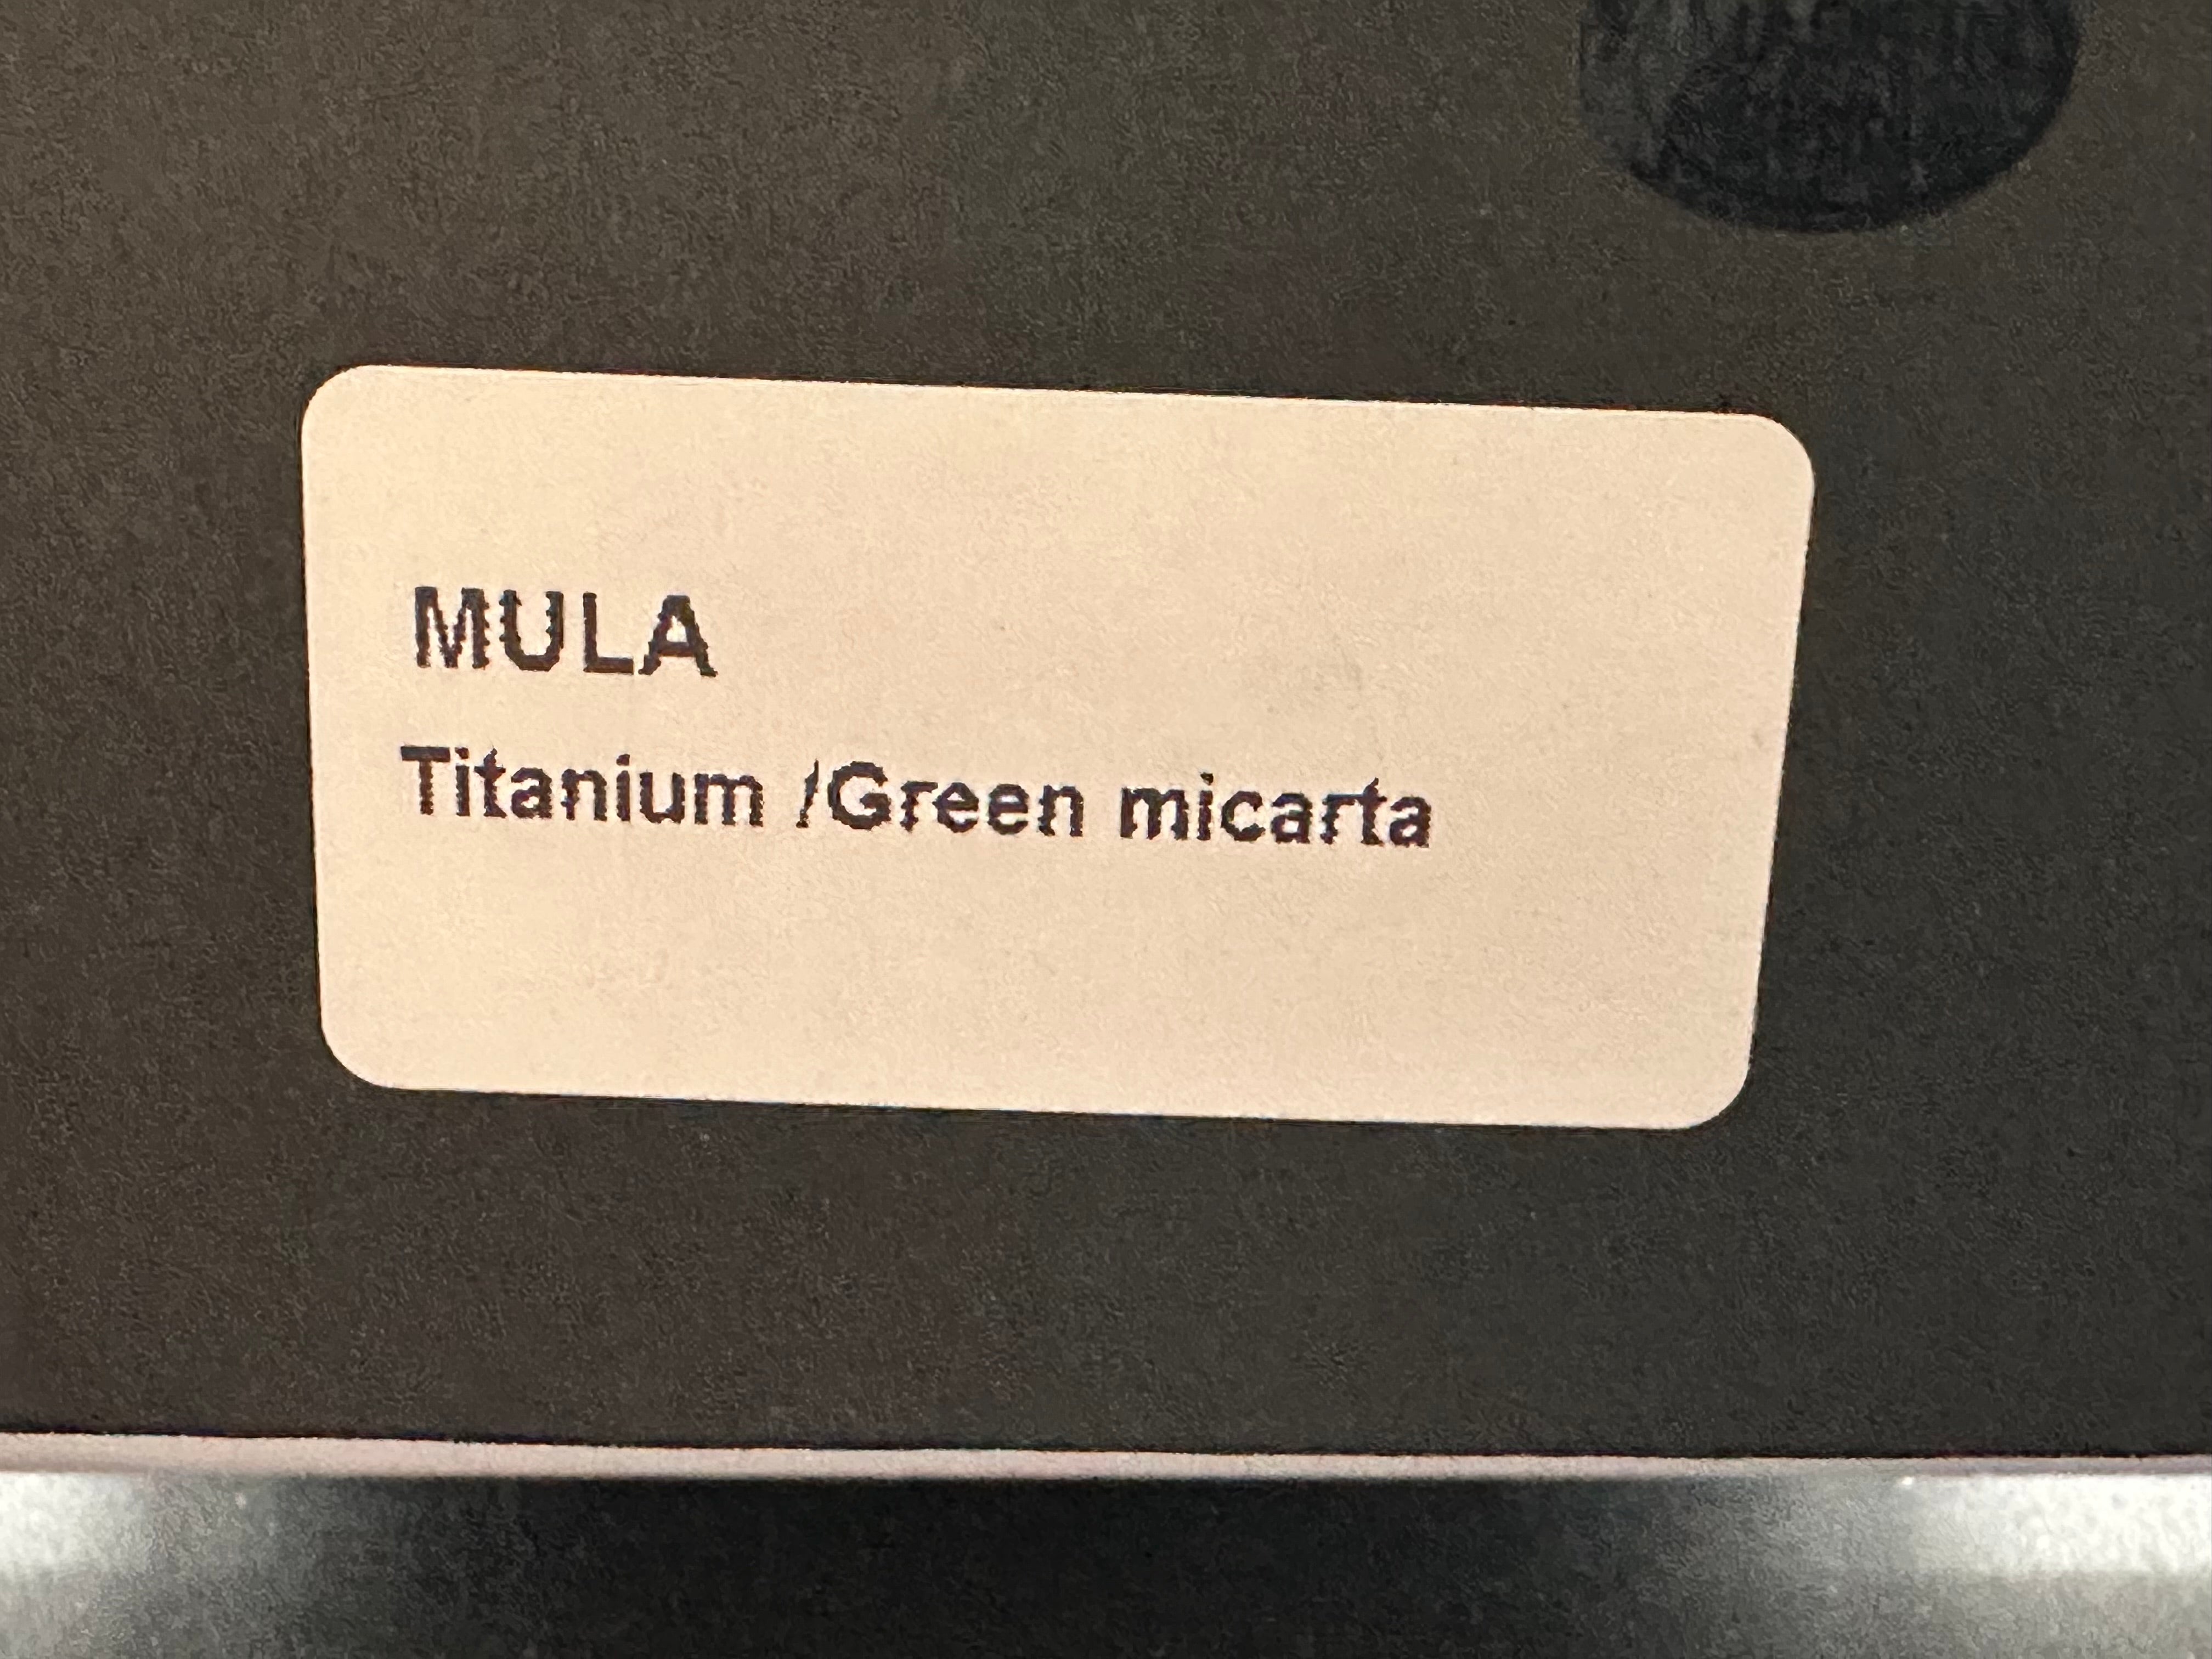 MULA
Titanium /Green micarta